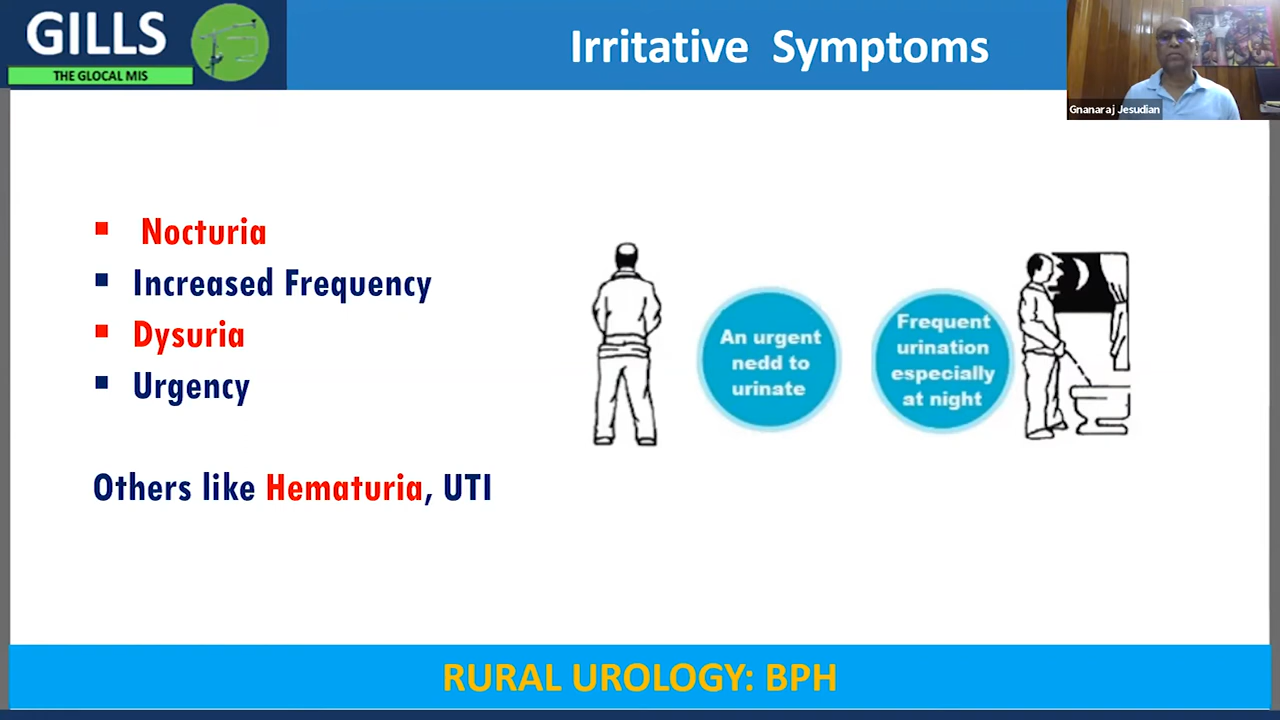 GILLS
THE GLOCAL MIS
Irritative Symptoms
Gnanaraj Jesudian
Nocturia
Increased Frequency
Dysuria
Urgency
Others like Hematuria, UTI
An urgent
nedd to
urinate
Frequent
urination
especially
at night
RURAL UROLOGY: BPH